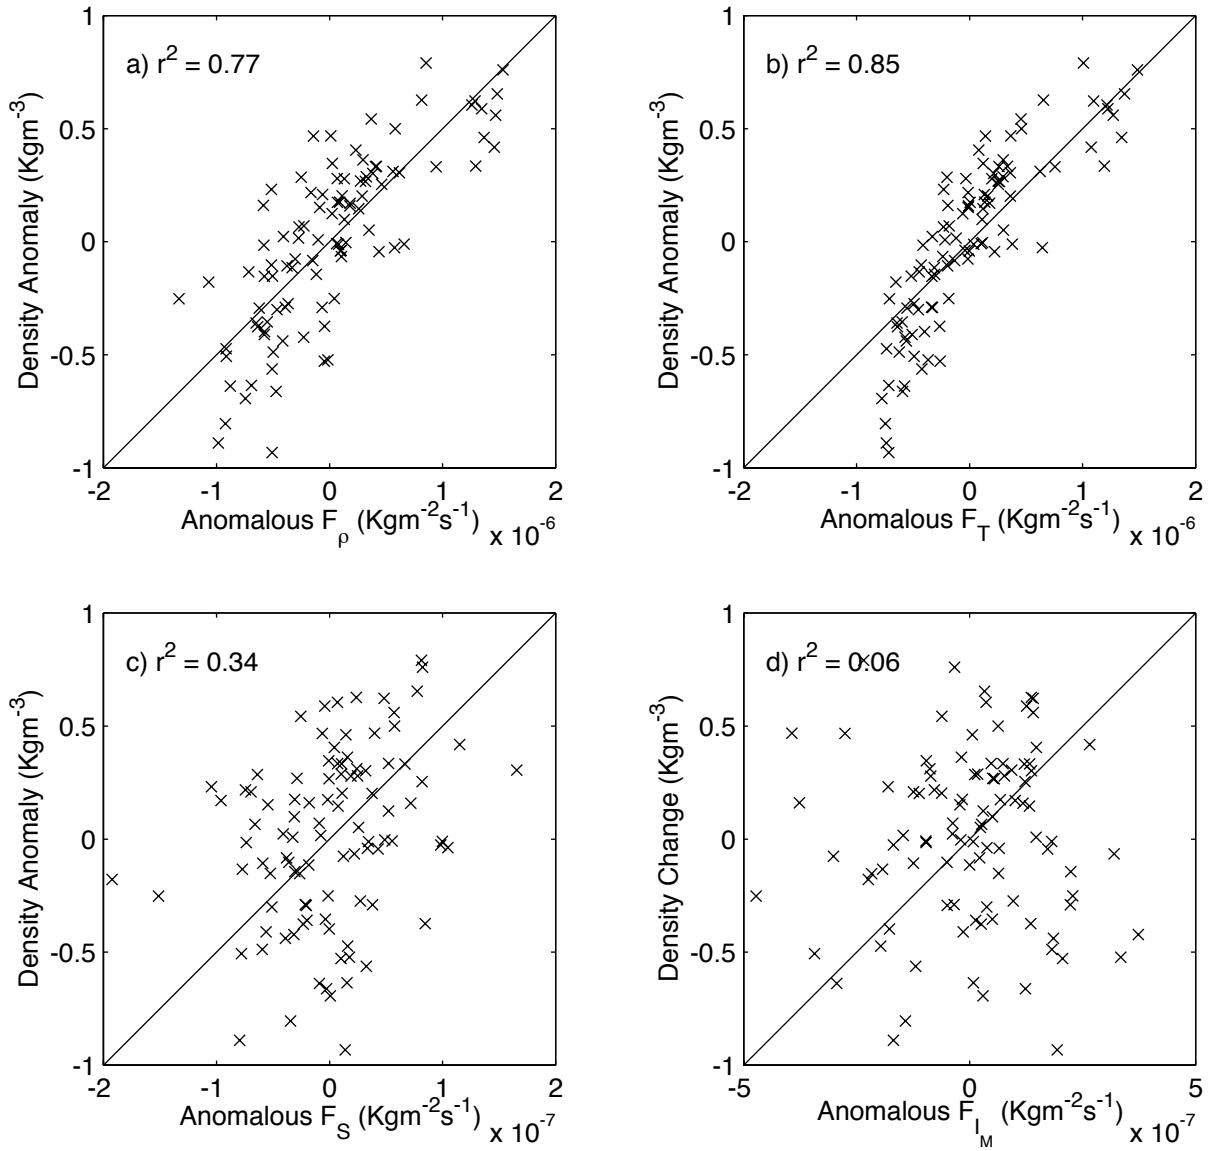 a) r² = 0.77
Density Anomaly (Kgm⁻³)
1
0.5
0
-0.5
-1
-2 -1 0 1 2
Anomalous F_ρ (Kgm⁻²s⁻¹)
x 10⁻⁶
b) r² = 0.85
Density Anomaly (Kgm⁻³)
1
0.5
0
-0.5
-1
-2 -1 0 1 2
Anomalous F_T (Kgm⁻²s⁻¹)
x 10⁻⁶
c) r² = 0.34
Density Anomaly (Kgm⁻³)
1
0.5
0
-0.5
-1
-2 -1 0 1 2
Anomalous F_S (Kgm⁻²s⁻¹)
x 10⁻⁷
d) r² = 0.06
Density Change (Kgm⁻³)
1
0.5
0
-0.5
-1
-5 0 5
Anomalous F_I_M (Kgm⁻²s⁻¹)
x 10⁻⁷